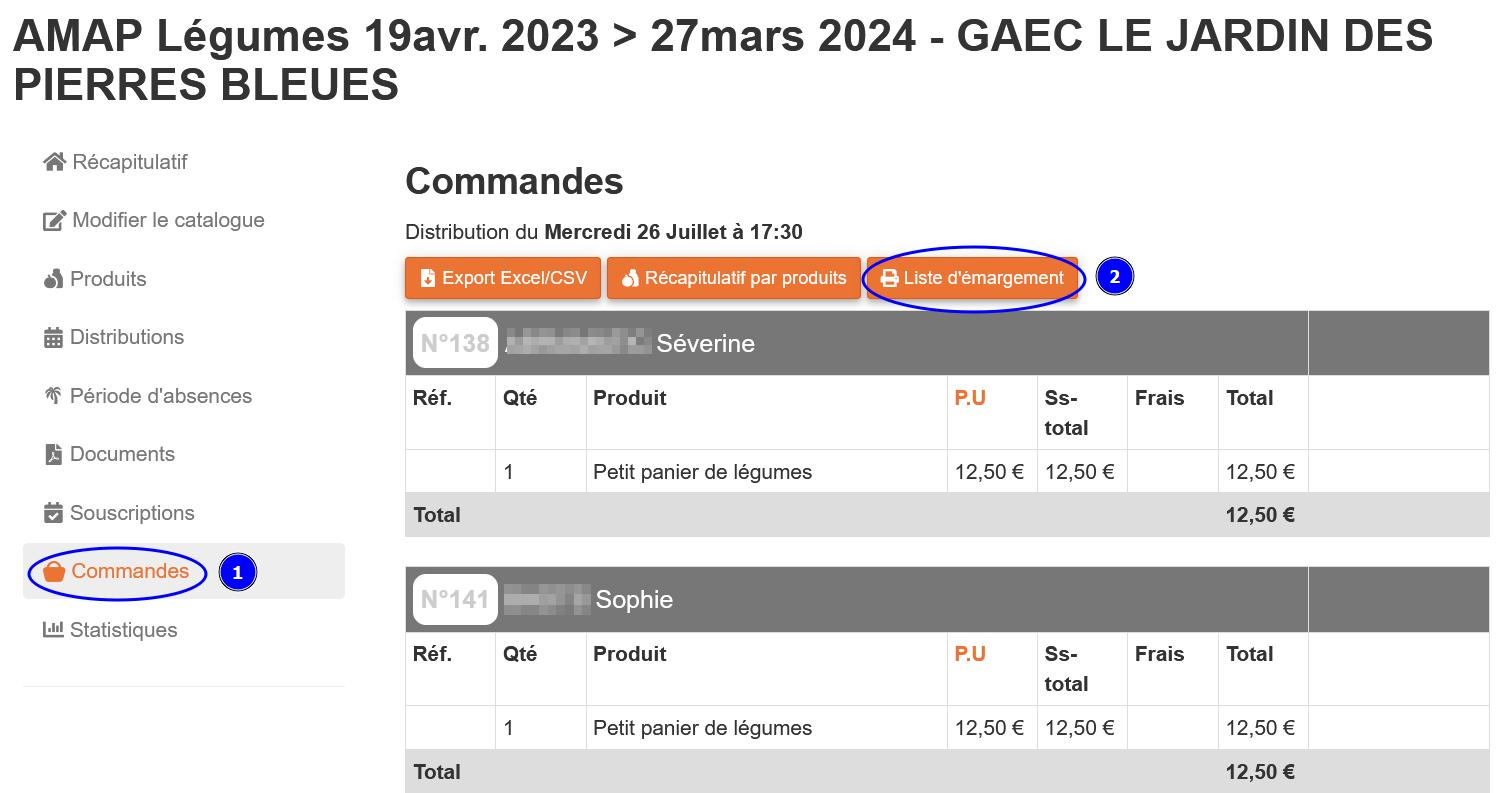 AMAP Légumes 19avr. 2023 > 27mars 2024 - GAEC LE JARDIN DES
PIERRES BLEUES
Récapitulatif
Modifier le catalogue
Produits
Distributions
Période d'absences
Documents
Souscriptions
Commandes 1
Statistiques
Commandes
Distribution du Mercredi 26 Juillet à 17:30
Export Excel/CSV Récapitulatif par produits Liste d'émargement 2
N°138 Séverine
Réf. Qté Produit P.U Ss-total Frais Total
1 Petit panier de légumes 12,50 € 12,50 € 12,50 €
Total 12,50 €
N°141 Sophie
Réf. Qté Produit P.U Ss-total Frais Total
1 Petit panier de légumes 12,50 € 12,50 € 12,50 €
Total 12,50 €